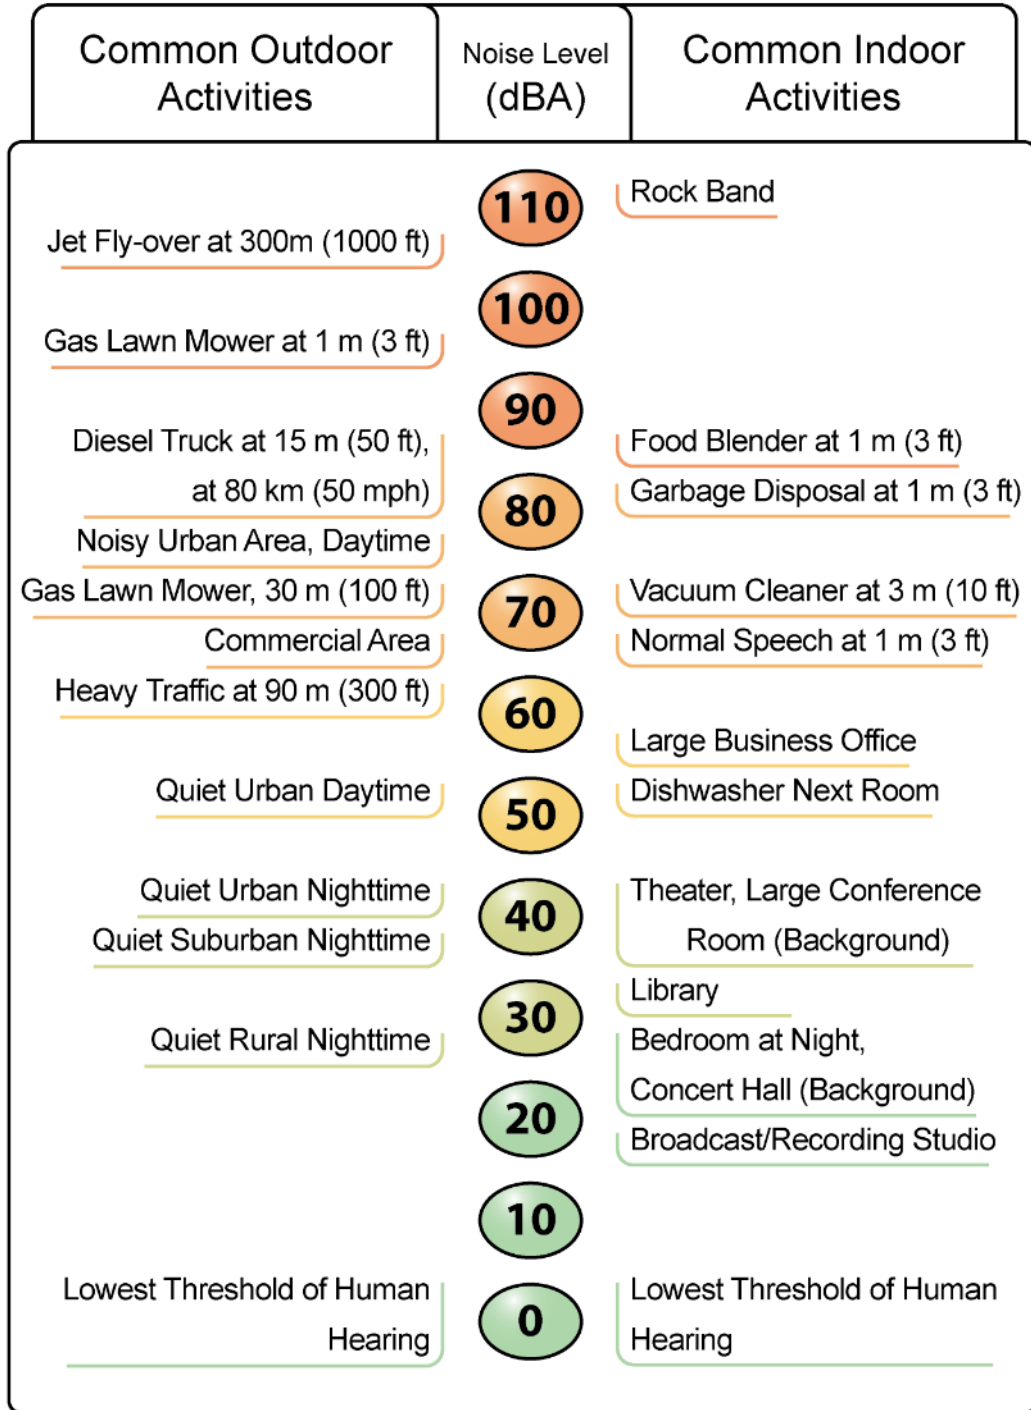 Common Outdoor
Activities
Noise Level
(dBA)
Common Indoor
Activities
110
Rock Band
Jet Fly-over at 300m (1000 ft)
100
Gas Lawn Mower at 1 m (3 ft)
90
Diesel Truck at 15 m (50 ft),
at 80 km (50 mph)
Food Blender at 1 m (3 ft)
Garbage Disposal at 1 m (3 ft)
80
Noisy Urban Area, Daytime
Gas Lawn Mower, 30 m (100 ft)
70
Vacuum Cleaner at 3 m (10 ft)
Commercial Area
Normal Speech at 1 m (3 ft)
Heavy Traffic at 90 m (300 ft)
60
Large Business Office
Quiet Urban Daytime
50
Dishwasher Next Room
Quiet Urban Nighttime
40
Theater, Large Conference
Room (Background)
Quiet Suburban Nighttime
Library
30
Quiet Rural Nighttime
Bedroom at Night,
Concert Hall (Background)
20
Broadcast/Recording Studio
10
Lowest Threshold of Human
Hearing
0
Lowest Threshold of Human
Hearing